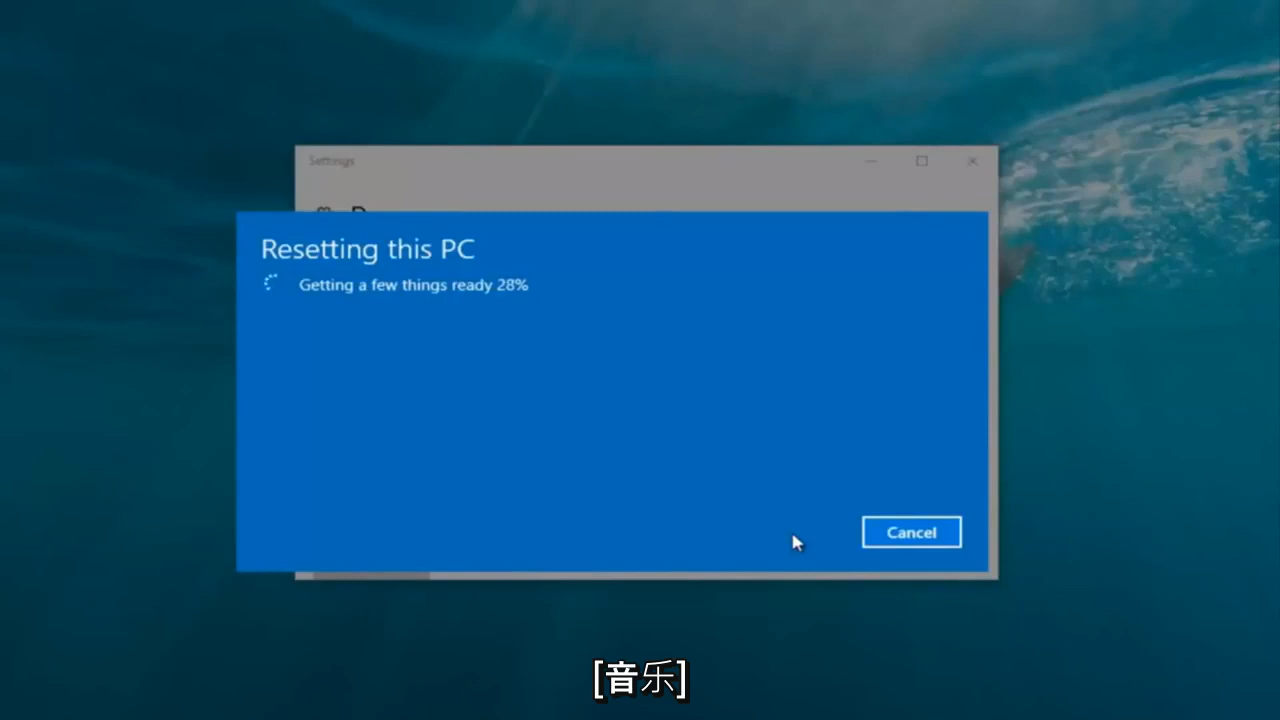 Settings
Resetting this PC
Getting a few things ready 28%
Cancel
[音乐]